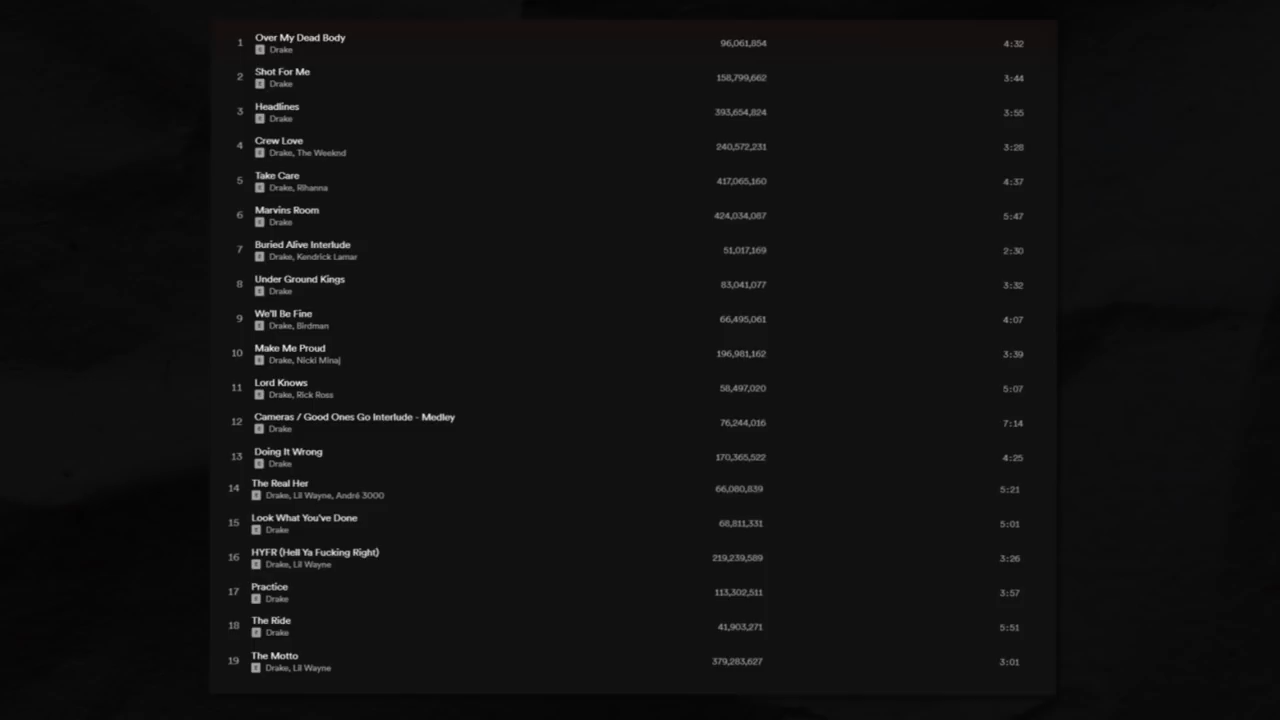 1 Over My Dead Body 96,061,854 4:32
E Drake
2 Shot For Me 158,799,662 3:44
E Drake
3 Headlines 393,654,824 3:55
E Drake
4 Crew Love 240,572,231 3:28
E Drake, The Weeknd
5 Take Care 417,065,160 4:37
E Drake, Rihanna
6 Marvins Room 424,034,087 5:47
E Drake
7 Buried Alive Interlude 51,017,169 2:30
E Drake, Kendrick Lamar
8 Under Ground Kings 83,041,077 3:32
E Drake
9 We'll Be Fine 66,495,061 4:07
E Drake, Birdman
10 Make Me Proud 196,981,162 3:39
E Drake, Nicki Minaj
11 Lord Knows 58,497,020 5:07
E Drake, Rick Ross
12 Cameras / Good Ones Go Interlude - Medley 76,244,016 7:14
E Drake
13 Doing It Wrong 170,365,522 4:25
E Drake
14 The Real Her 66,080,839 5:21
E Drake, Lil Wayne, André 3000
15 Look What You've Done 68,811,331 5:01
E Drake
16 HYFR (Hell Ya Fucking Right) 219,239,589 3:26
E Drake, Lil Wayne
17 Practice 113,302,511 3:57
E Drake
18 The Ride 41,903,271 5:51
E Drake
19 The Motto 379,283,627 3:01
E Drake, Lil Wayne